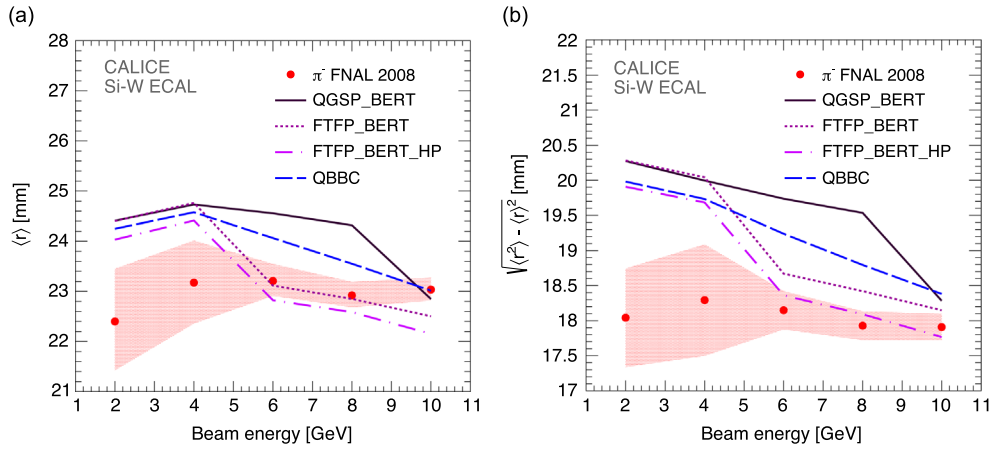 (a)
28
27
26
25
24
23
22
21
⟨r⟩ [mm]
CALICE
Si-W ECAL
π⁻ FNAL 2008
QGSP_BERT
FTFP_BERT
FTFP_BERT_HP
QBBC
1 2 3 4 5 6 7 8 9 10 11
Beam energy [GeV]
(b)
22
21.5
21
20.5
20
19.5
19
18.5
18
17.5
17
√⟨r²⟩ - ⟨r⟩² [mm]
CALICE
Si-W ECAL
π⁻ FNAL 2008
QGSP_BERT
FTFP_BERT
FTFP_BERT_HP
QBBC
1 2 3 4 5 6 7 8 9 10 11
Beam energy [GeV]